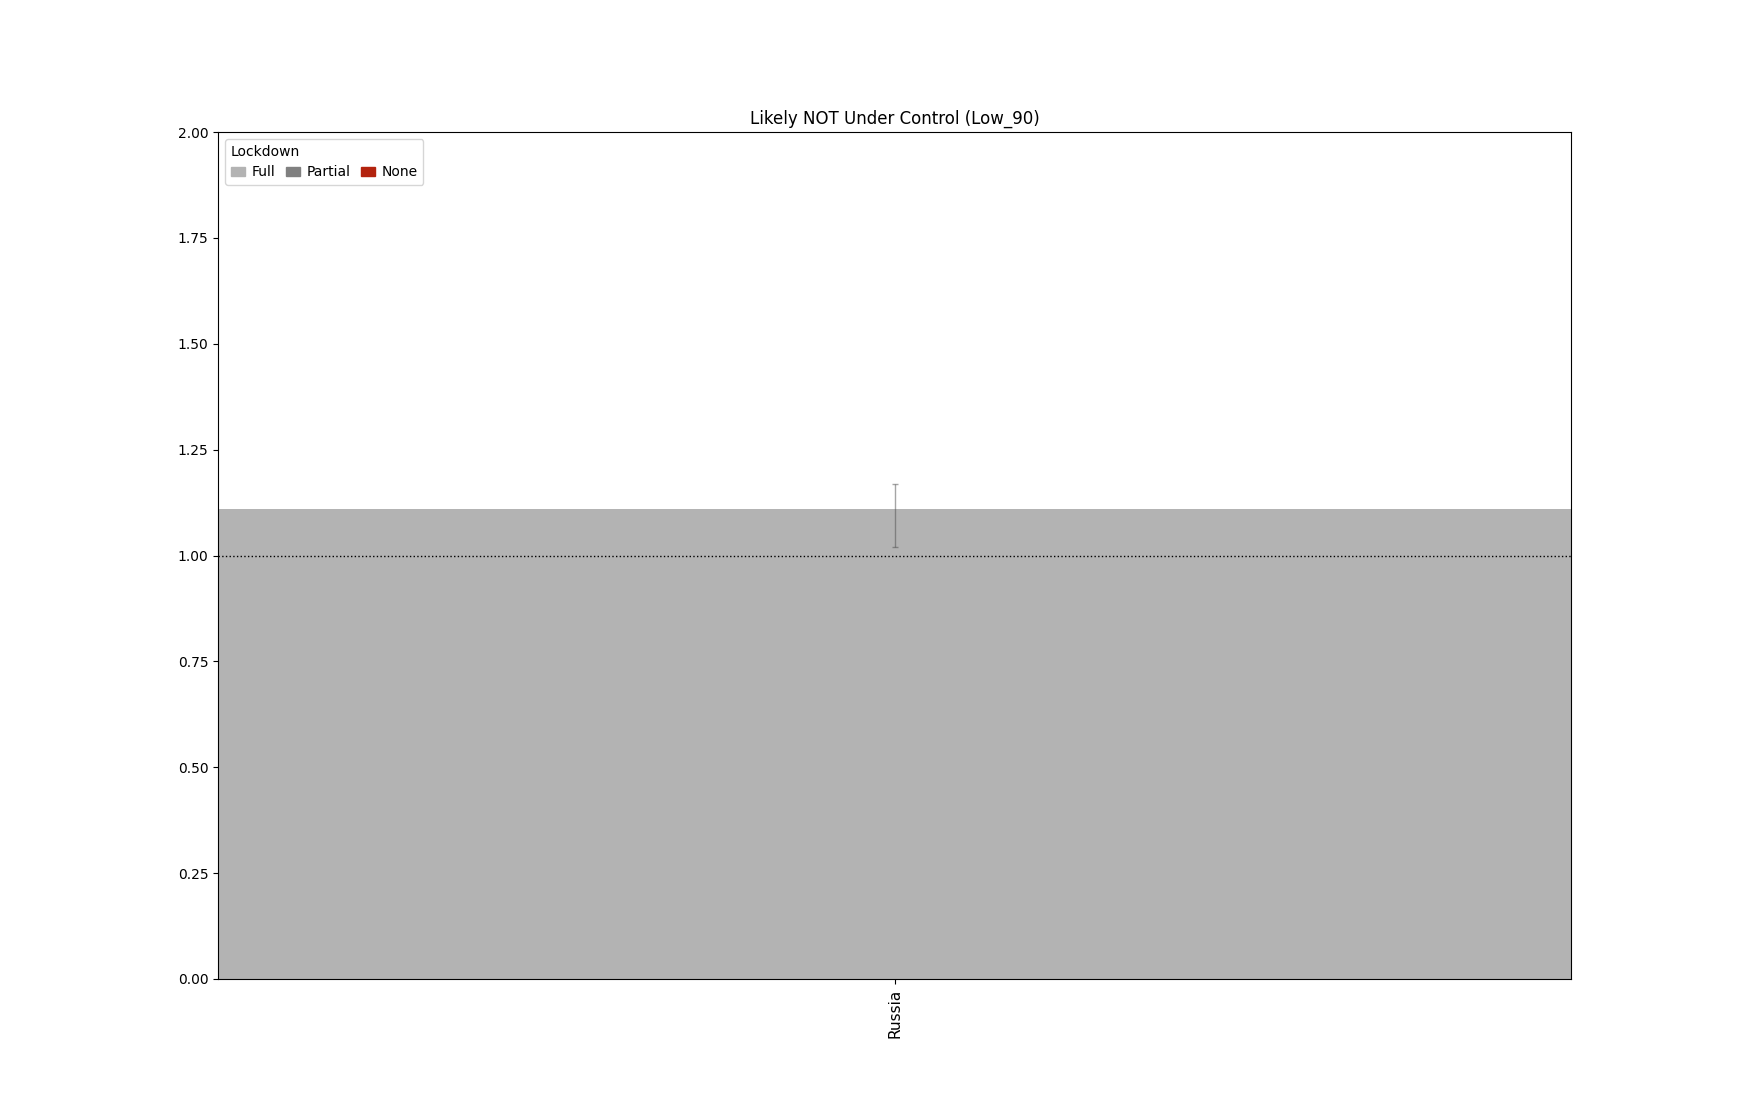 Likely NOT Under Control (Low_90)
2.00
Lockdown
Full Partial None
1.75
1.50
1.25
1.00
0.75
0.50
0.25
0.00
Russia